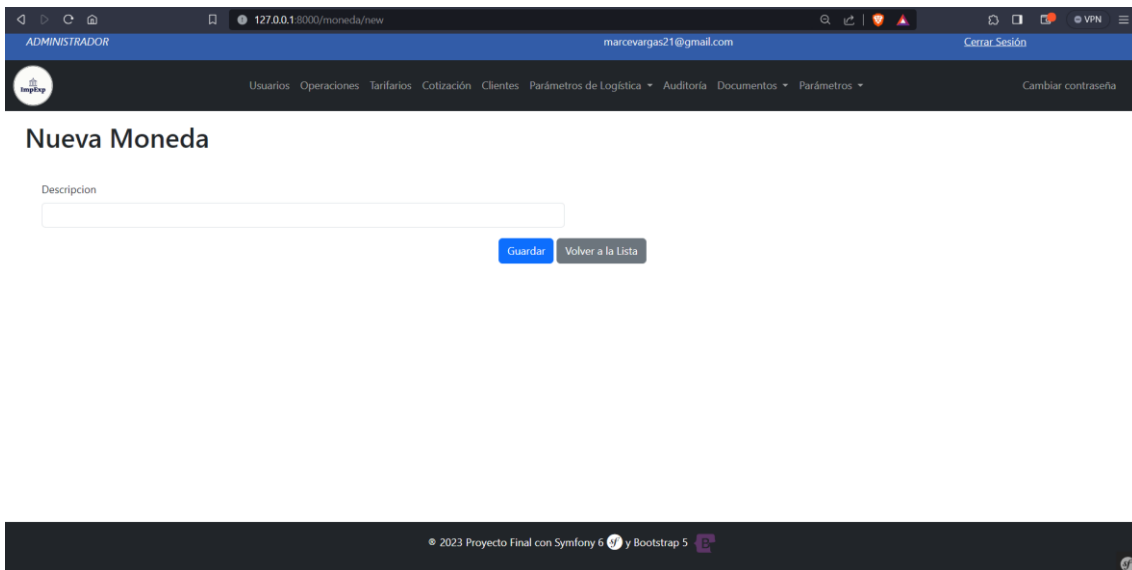 127.0.0.1:8000/moneda/new
VPN
ADMINISTRADOR marcevargas21@gmail.com Cerrar Sesión
ImpExp
Usuarios Operaciones Tarifarios Cotización Clientes Parámetros de Logística Auditoría Documentos Parámetros Cambiar contraseña
Nueva Moneda
Descripcion
Guardar Volver a la Lista
© 2023 Proyecto Final con Symfony 6 sf y Bootstrap 5 B
sf